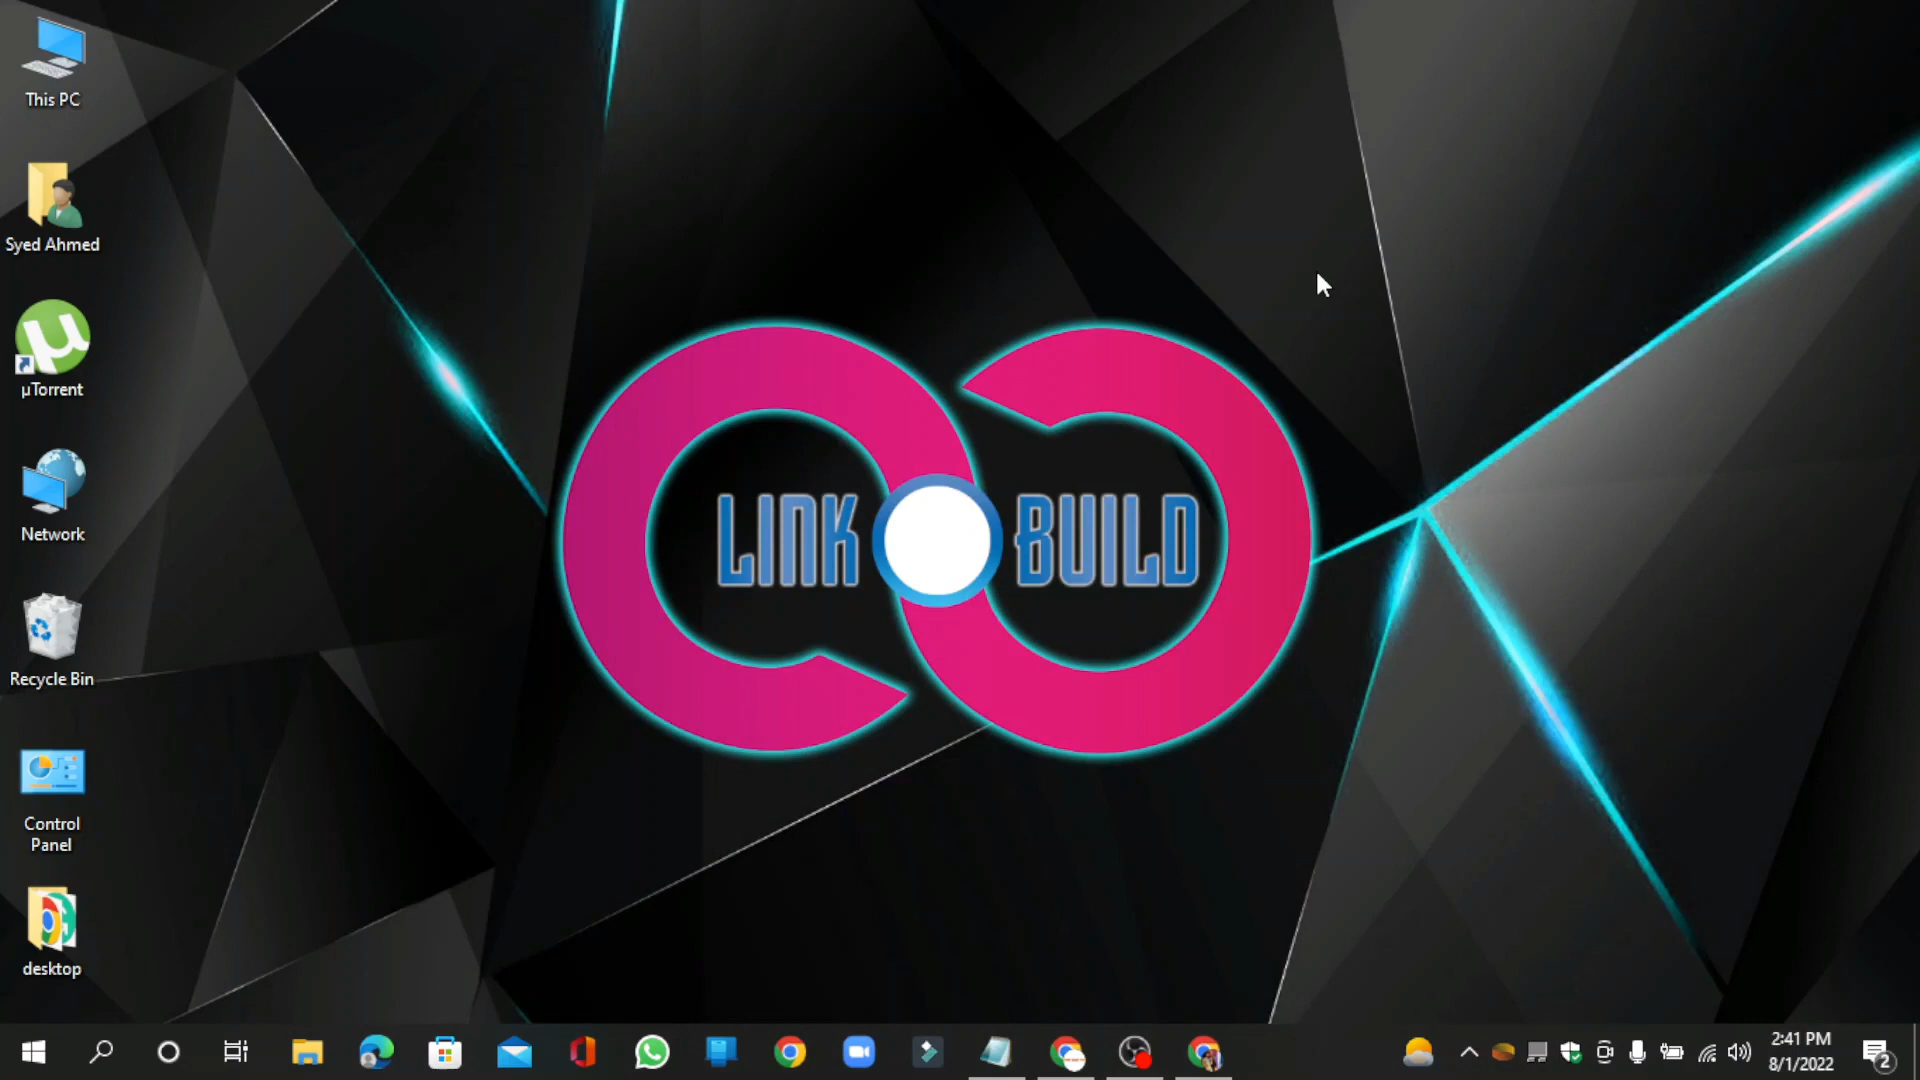 This PC
Syed Ahmed
µTorrent
Network
Recycle Bin
Control
Panel
desktop
LINK BUILD
2:41 PM
8/1/2022
2